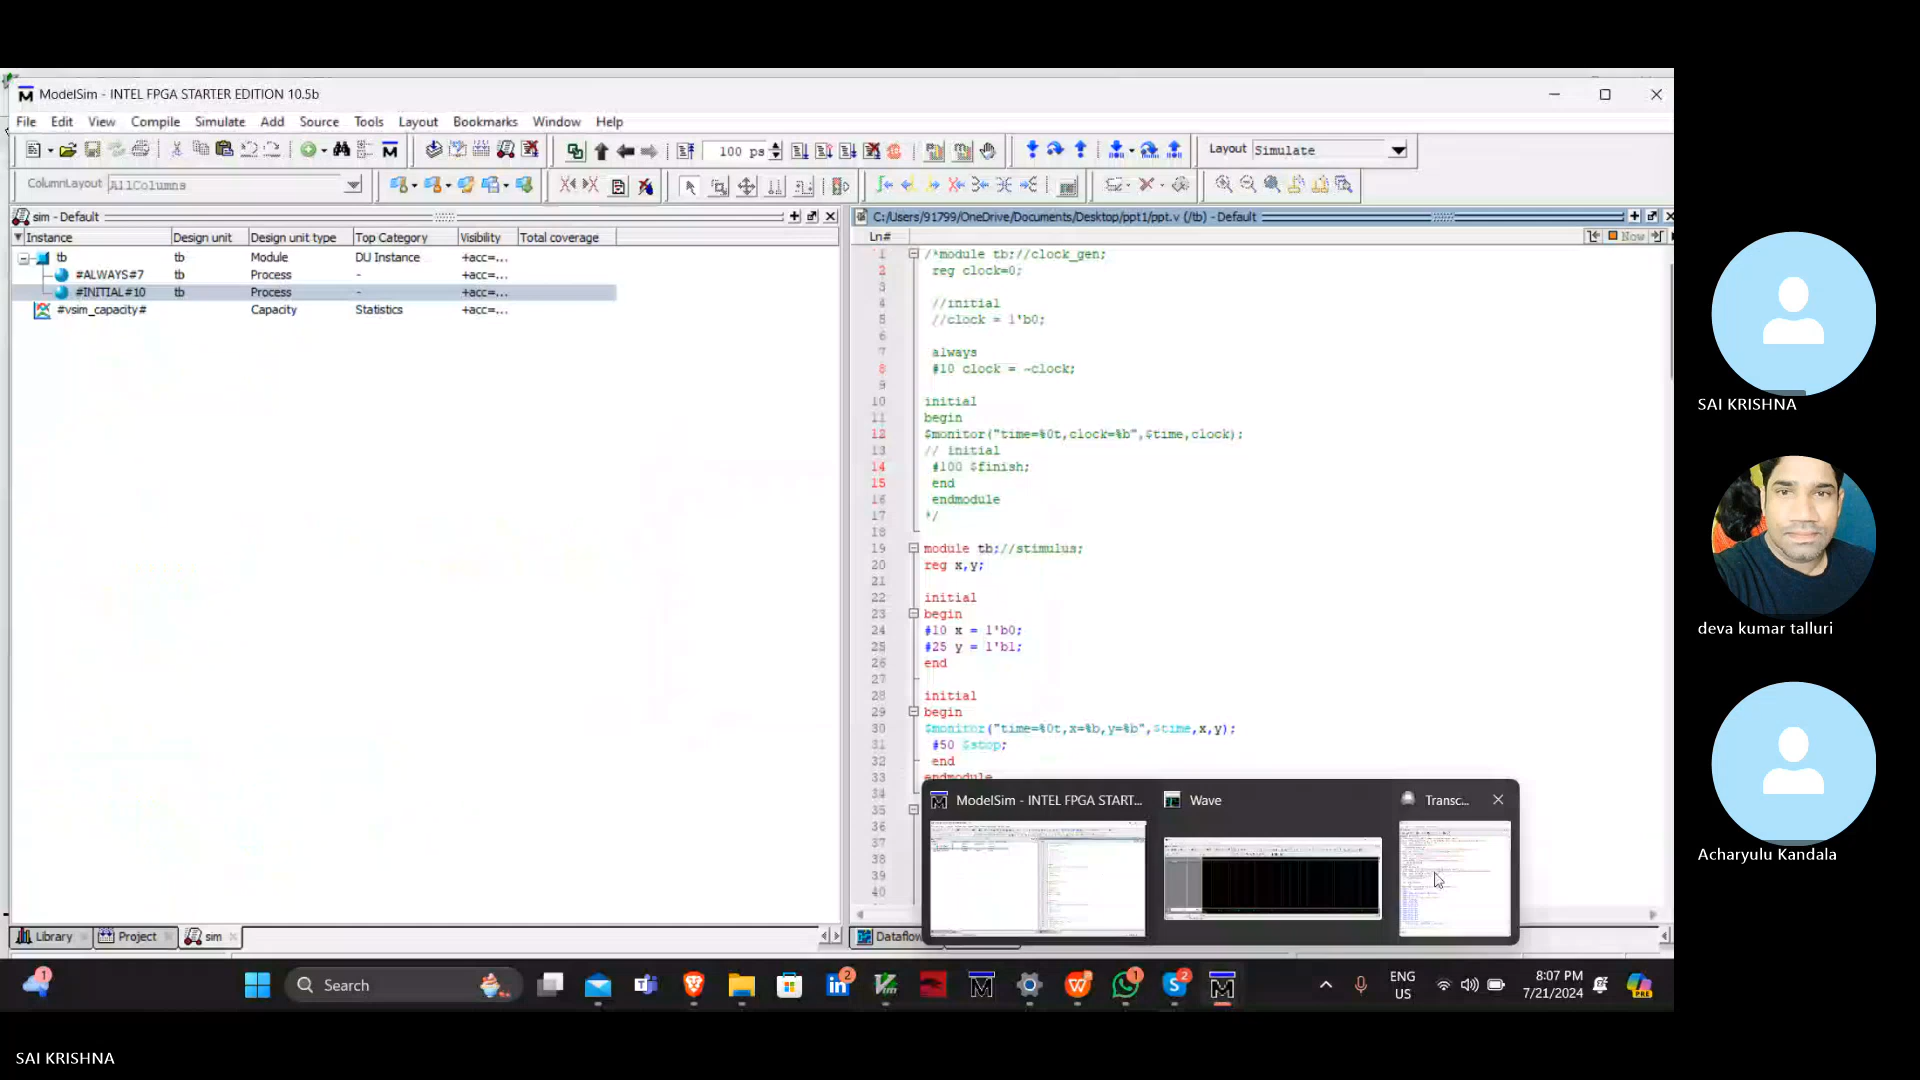 ModelSim - INTEL FPGA STARTER EDITION 10.5b
File Edit View Compile Simulate Add Source Tools Layout Bookmarks Window Help
100 ps
Layout Simulate
ColumnLayout AllColumns
sim - Default
Instance Design unit Design unit type Top Category Visibility Total coverage
tb tb Module DU Instance +acc=...
#ALWAYS#7 tb Process - +acc=...
#INITIAL#10 tb Process - +acc=...
#vsim_capacity# Capacity Statistics +acc=...
C:/Users/91799/OneDrive/Documents/Desktop/ppt1/ppt.v (/tb) - Default
Ln# Now
1 /*module tb;//clock_gen;
2 reg clock=0;
3
4 //initial
5 //clock = 1'b0;
6
7 always
8 #10 clock = ~clock;
9
10 initial
11 begin
12 $monitor("time=%0t,clock=%b",$time,clock);
13 // initial
14 #100 $finish;
15 end
16 endmodule
17 */
18
19 module tb;//stimulus;
20 reg x,y;
21
22 initial
23 begin
24 #10 x = 1'b0;
25 #25 y = 1'b1;
26 end
27
28 initial
29 begin
30 $monitor("time=%0t,x=%b,y=%b",$time,x,y);
31 #50 $stop;
32 end
33 endmodule
34
35
36
37
38
39
40
ModelSim - INTEL FPGA START... Wave Transc...
Library Project sim
Dataflow
1
Search
2
1
2
ENG
US
8:07 PM
7/21/2024
PRE
SAI KRISHNA
deva kumar talluri
Acharyulu Kandala
SAI KRISHNA